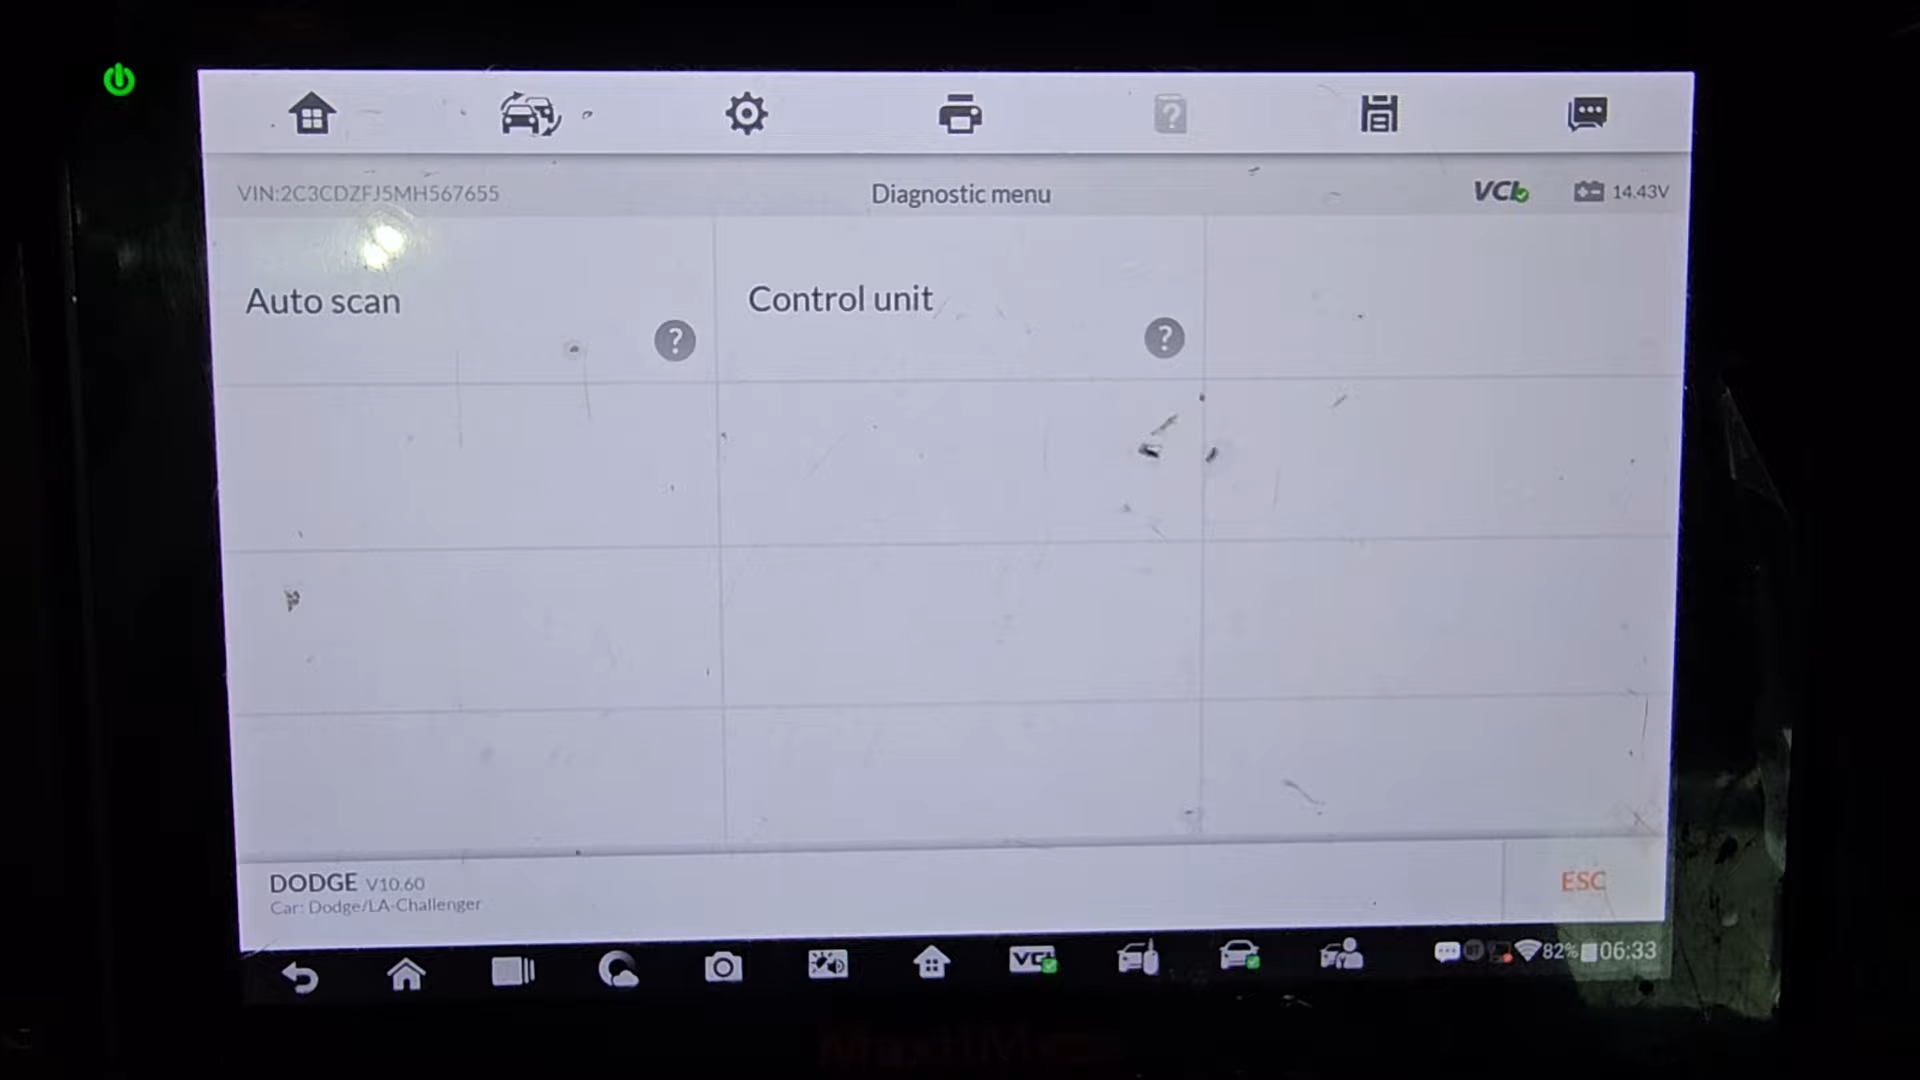 VIN:2C3CDZFJ5MH567655
Diagnostic menu
VCI
14.43V
Auto scan
?
Control unit
?
DODGE V10.60
Car: Dodge/LA-Challenger
ESC
VCI
82%
06:33